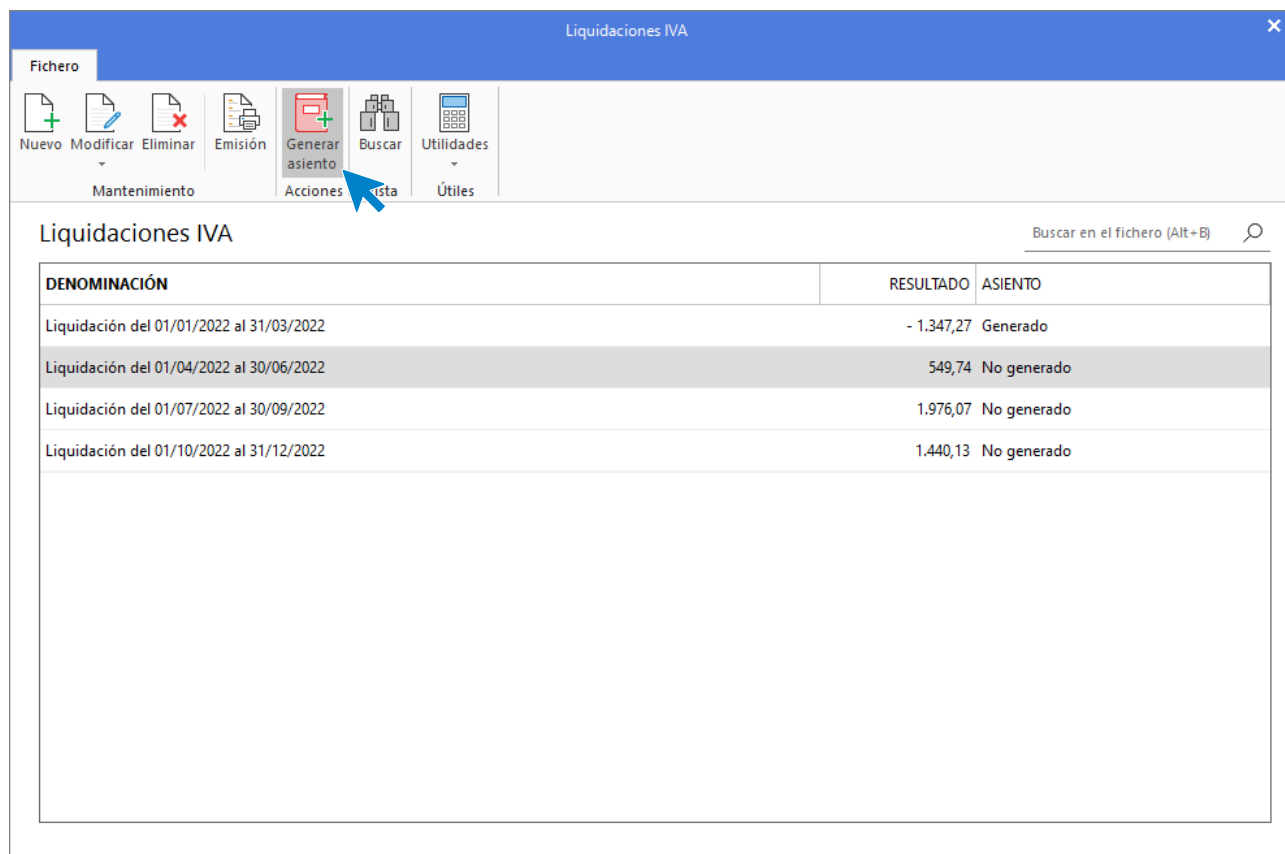 Liquidaciones IVA
Fichero
Nuevo Modificar Eliminar Emisión Generar asiento Buscar Utilidades
Mantenimiento Acciones Útiles
Liquidaciones IVA
Buscar en el fichero (Alt+B)
DENOMINACIÓN RESULTADO ASIENTO
Liquidación del 01/01/2022 al 31/03/2022 - 1.347,27 Generado
Liquidación del 01/04/2022 al 30/06/2022 549,74 No generado
Liquidación del 01/07/2022 al 30/09/2022 1.976,07 No generado
Liquidación del 01/10/2022 al 31/12/2022 1.440,13 No generado